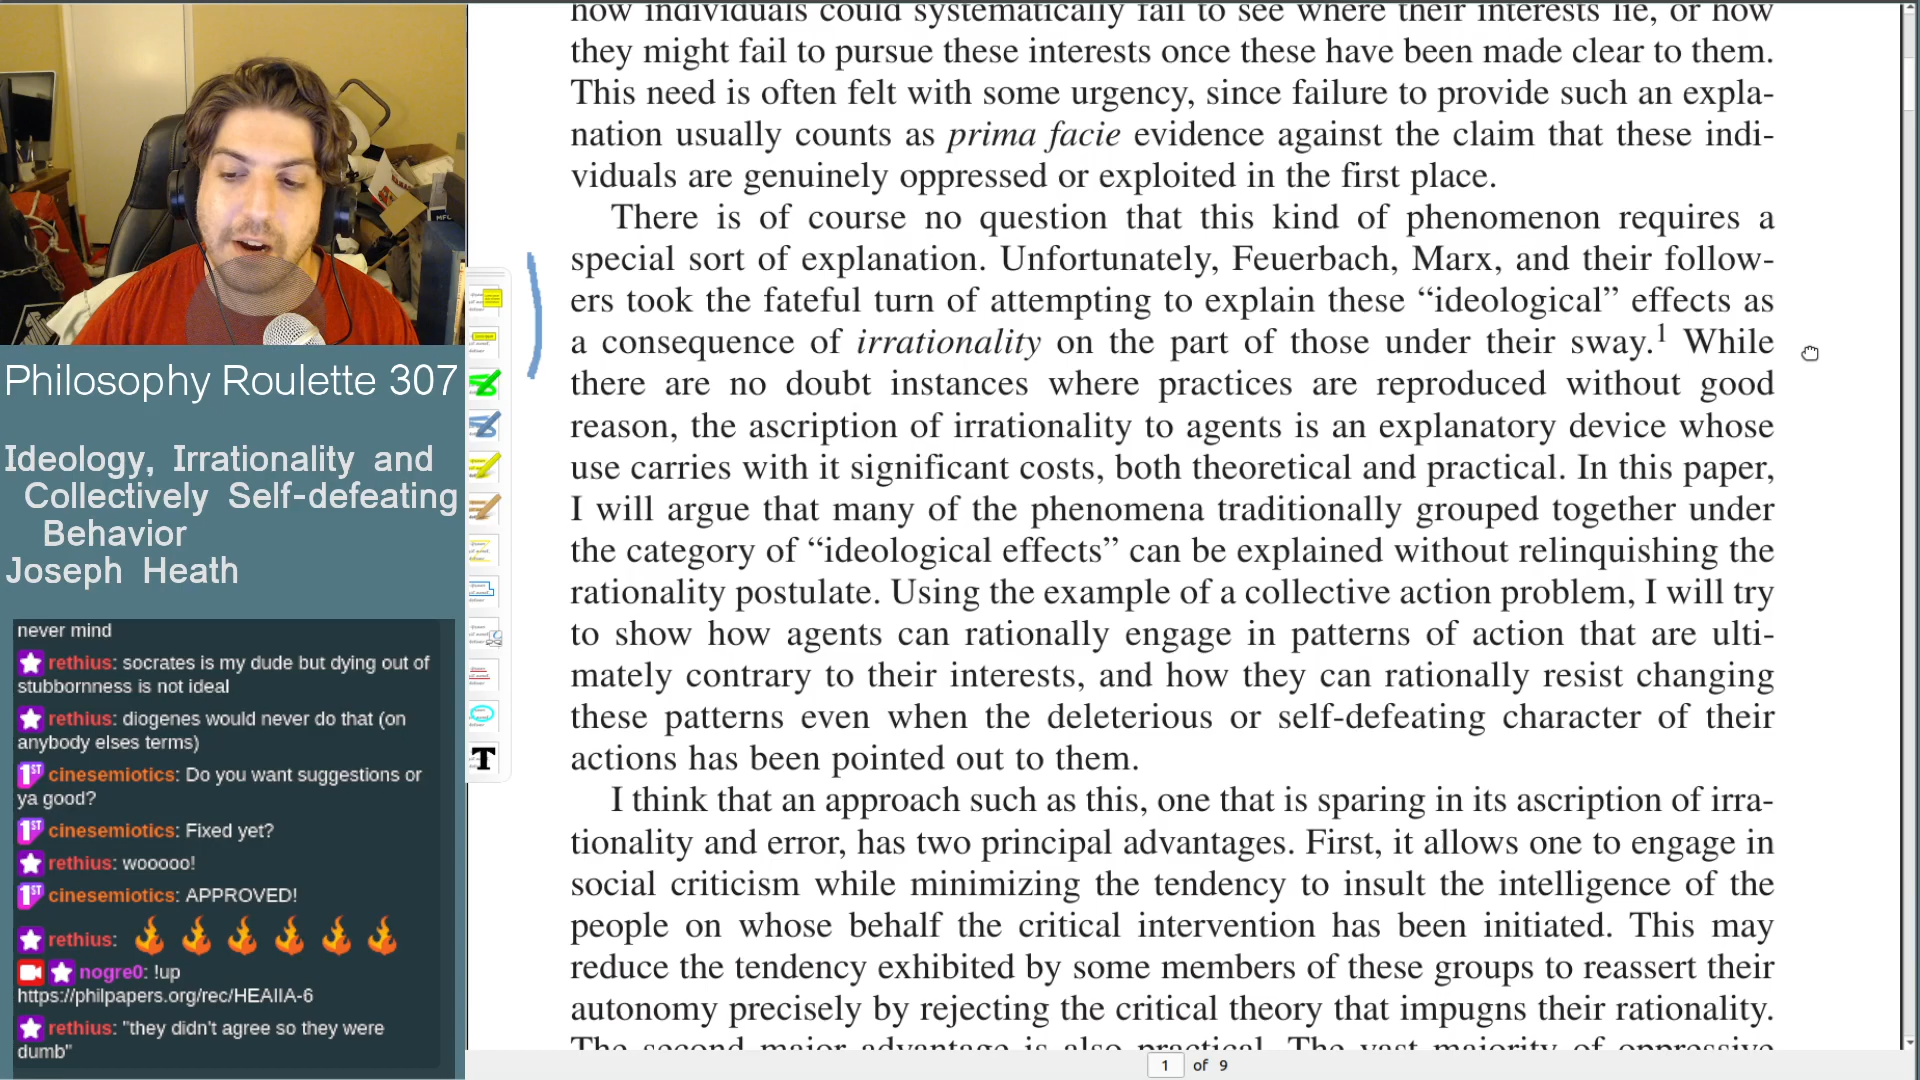 how individuals could systematically fail to see where their interests lie, or how
they might fail to pursue these interests once these have been made clear to them.
This need is often felt with some urgency, since failure to provide such an expla-
nation usually counts as prima facie evidence against the claim that these indi-
viduals are genuinely oppressed or exploited in the first place.
There is of course no question that this kind of phenomenon requires a
special sort of explanation. Unfortunately, Feuerbach, Marx, and their follow-
ers took the fateful turn of attempting to explain these “ideological” effects as
a consequence of irrationality on the part of those under their sway.1 While
there are no doubt instances where practices are reproduced without good
reason, the ascription of irrationality to agents is an explanatory device whose
use carries with it significant costs, both theoretical and practical. In this paper,
I will argue that many of the phenomena traditionally grouped together under
the category of “ideological effects” can be explained without relinquishing the
rationality postulate. Using the example of a collective action problem, I will try
to show how agents can rationally engage in patterns of action that are ulti-
mately contrary to their interests, and how they can rationally resist changing
these patterns even when the deleterious or self-defeating character of their
actions has been pointed out to them.
I think that an approach such as this, one that is sparing in its ascription of irra-
tionality and error, has two principal advantages. First, it allows one to engage in
social criticism while minimizing the tendency to insult the intelligence of the
people on whose behalf the critical intervention has been initiated. This may
reduce the tendency exhibited by some members of these groups to reassert their
autonomy precisely by rejecting the critical theory that impugns their rationality.
The second major advantage is also practical. The vast majority of oppressive
1 of 9
T
MFL
Philosophy Roulette 307
Ideology, Irrationality and
Collectively Self-defeating
Behavior
Joseph Heath
never mind
rethius: socrates is my dude but dying out of
stubbornness is not ideal
rethius: diogenes would never do that (on
anybody elses terms)
1ST cinesemiotics: Do you want suggestions or
ya good?
1ST cinesemiotics: Fixed yet?
rethius: wooooo!
1ST cinesemiotics: APPROVED!
rethius:
nogre0: !up
https://philpapers.org/rec/HEAIIA-6
rethius: "they didn't agree so they were
dumb"